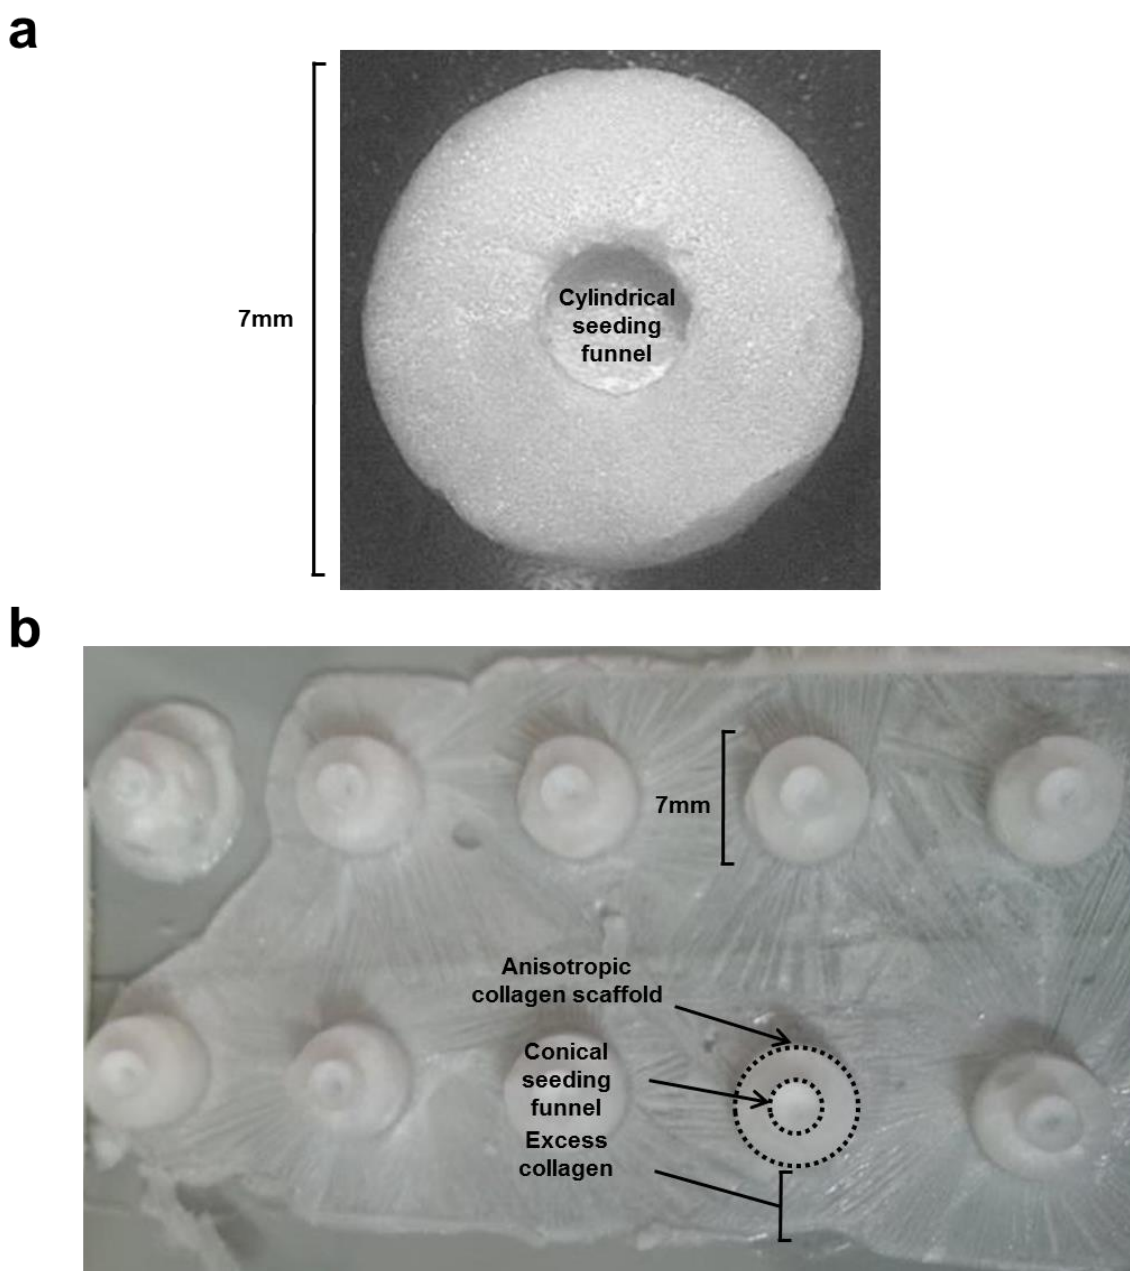 a
7mm
Cylindrical
seeding
funnel
b
7mm
Anisotropic
collagen scaffold
Conical
seeding
funnel
Excess
collagen